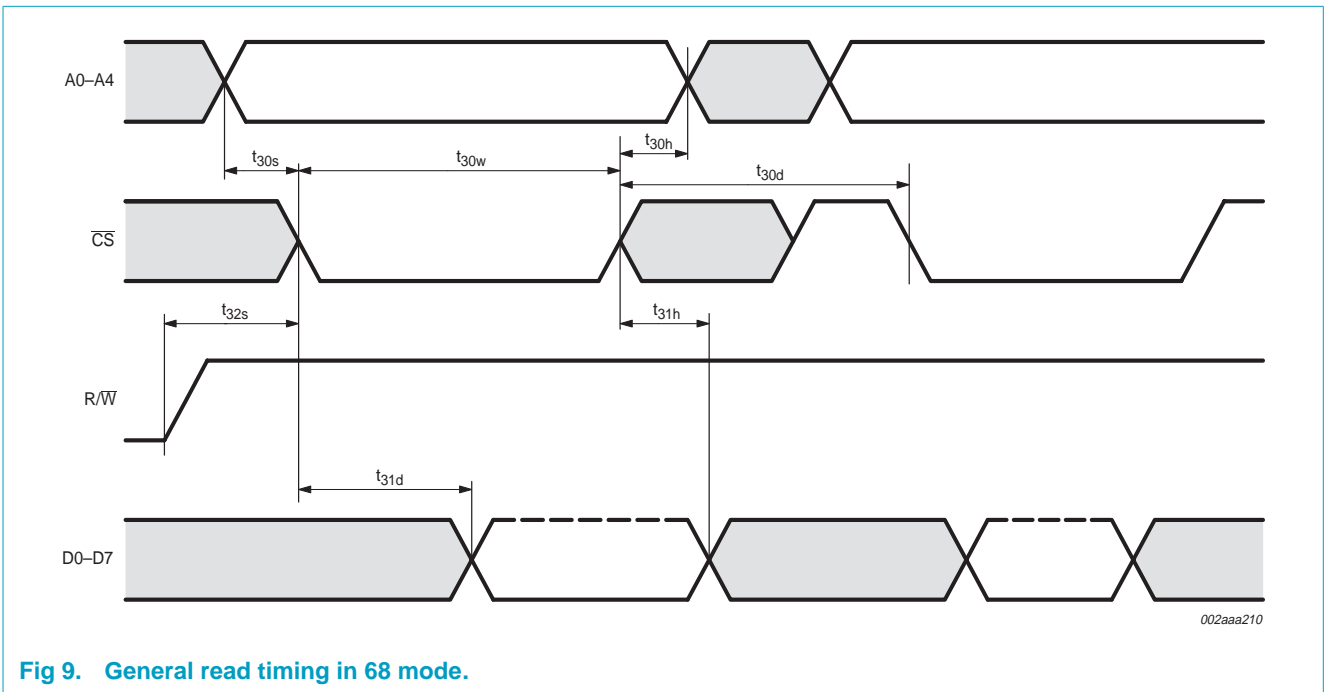 A0–A4
t30s
t30w
t30h
t30d
C̅S̅
t32s
t31h
R/W̅
t31d
D0–D7
002aaa210
Fig 9. General read timing in 68 mode.